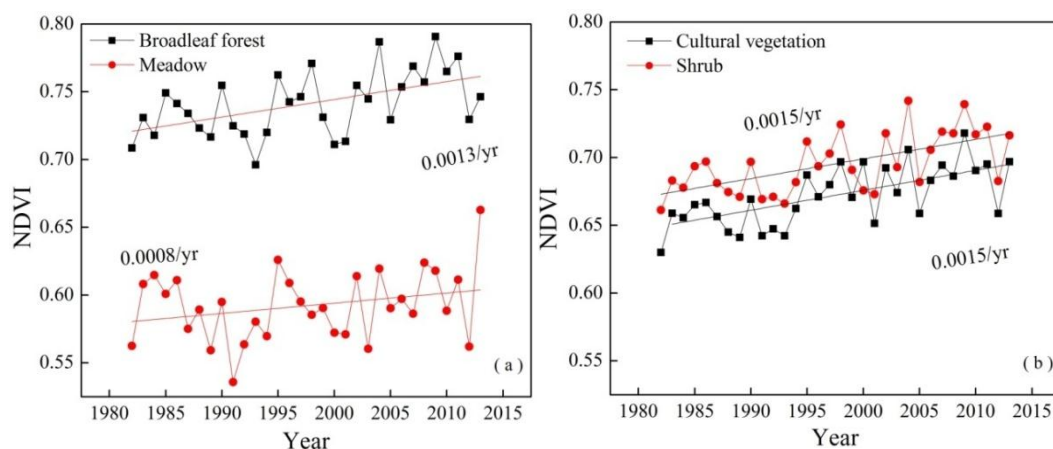 0.80
0.75
0.70
0.65
0.60
0.55
NDVI
Broadleaf forest
Meadow
0.0013/yr
0.0008/yr
( a )
1980 1985 1990 1995 2000 2005 2010 2015
Year
0.80
0.75
0.70
0.65
0.60
0.55
NDVI
Cultural vegetation
Shrub
0.0015/yr
0.0015/yr
( b )
1980 1985 1990 1995 2000 2005 2010 2015
Year